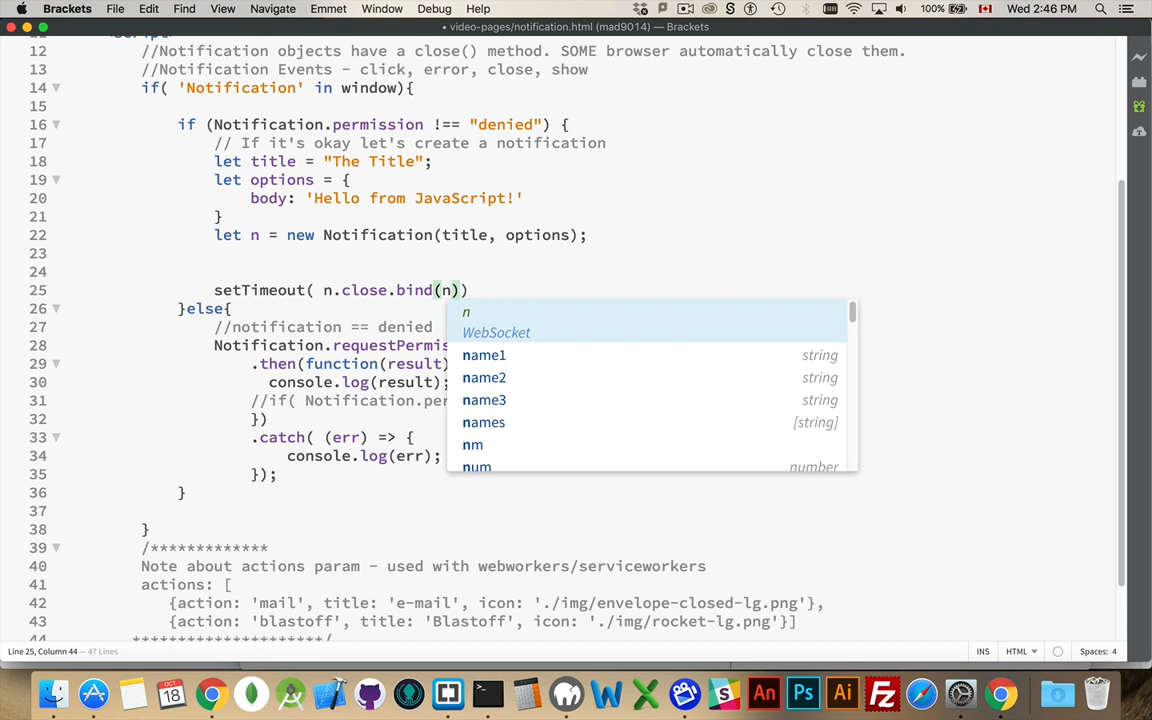 Brackets File Edit Find View Navigate Emmet Window Debug Help 100% Wed 2:46 PM
• video-pages/notification.html (mad9014) — Brackets
12 //Notification objects have a close() method. SOME browser automatically close them.
13 //Notification Events - click, error, close, show
14 if( 'Notification' in window){
15
16 if (Notification.permission !== "denied") {
17 // If it's okay let's create a notification
18 let title = "The Title";
19 let options = {
20 body: 'Hello from JavaScript!'
21 }
22 let n = new Notification(title, options);
23
24
25 setTimeout( n.close.bind(n))
26 }else{
n
27 //notification == denied
WebSocket
28 Notification.requestPermis
name1 string
29 .then(function(result)
name2 string
30 console.log(result);
name3 string
31 //if( Notification.per
names [string]
32 })
33 .catch( (err) => {
nm
34 console.log(err);
num number
35 });
36 }
37
38 }
39 /*************
40 Note about actions param - used with webworkers/serviceworkers
41 actions: [
42 {action: 'mail', title: 'e-mail', icon: './img/envelope-closed-lg.png'},
43 {action: 'blastoff', title: 'Blastoff', icon: './img/rocket-lg.png'}]
44 *********************/
Line 25, Column 44 — 47 Lines INS HTML Spaces: 4
OCT
18
An Ps Ai Fz